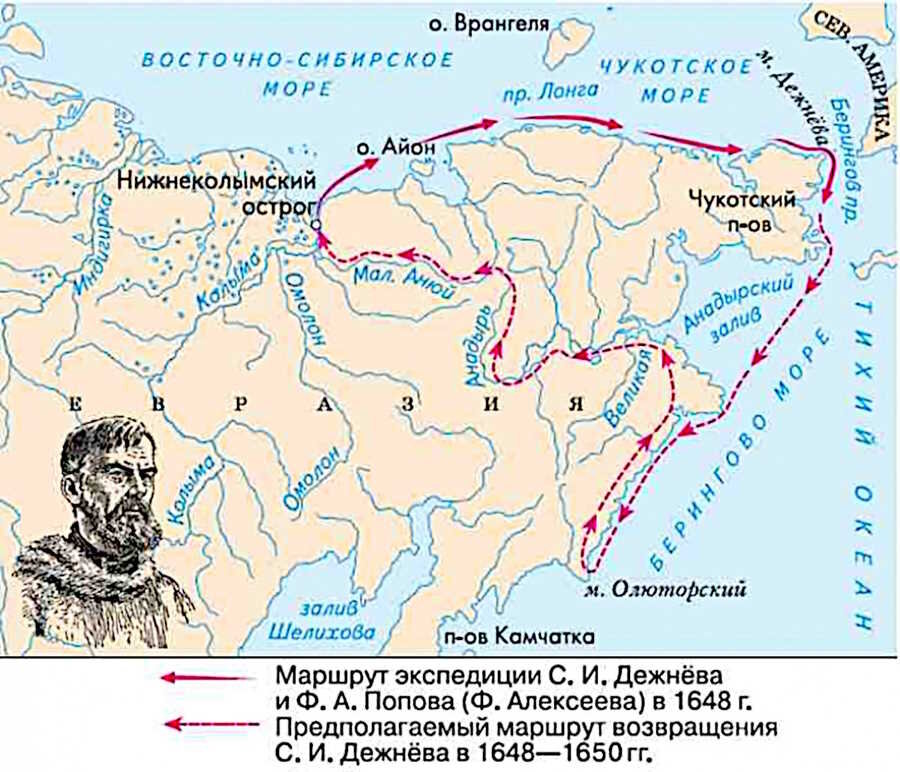 о. Врангеля
СЕВ. АМЕРИКА
ВОСТОЧНО-СИБИРСКОЕ
МОРЕ
ЧУКОТСКОЕ
МОРЕ
пр. Лонга
м. Дежнёва
Берингов пр.
о. Айон
Нижнеколымский
острог
Чукотский
п-ов
Индигирка
Колыма
Омолон
Мал. Анюй
Анадырь
Анадырский
залив
Великая
ЕВРАЗИЯ
ТИХИЙ ОКЕАН
БЕРИНГОВО МОРЕ
Колыма
Омолон
м. Олюторский
залив
Шелихова
п-ов Камчатка
Маршрут экспедиции С. И. Дежнёва
и Ф. А. Попова (Ф. Алексеева) в 1648 г.
Предполагаемый маршрут возвращения
С. И. Дежнёва в 1648—1650 гг.